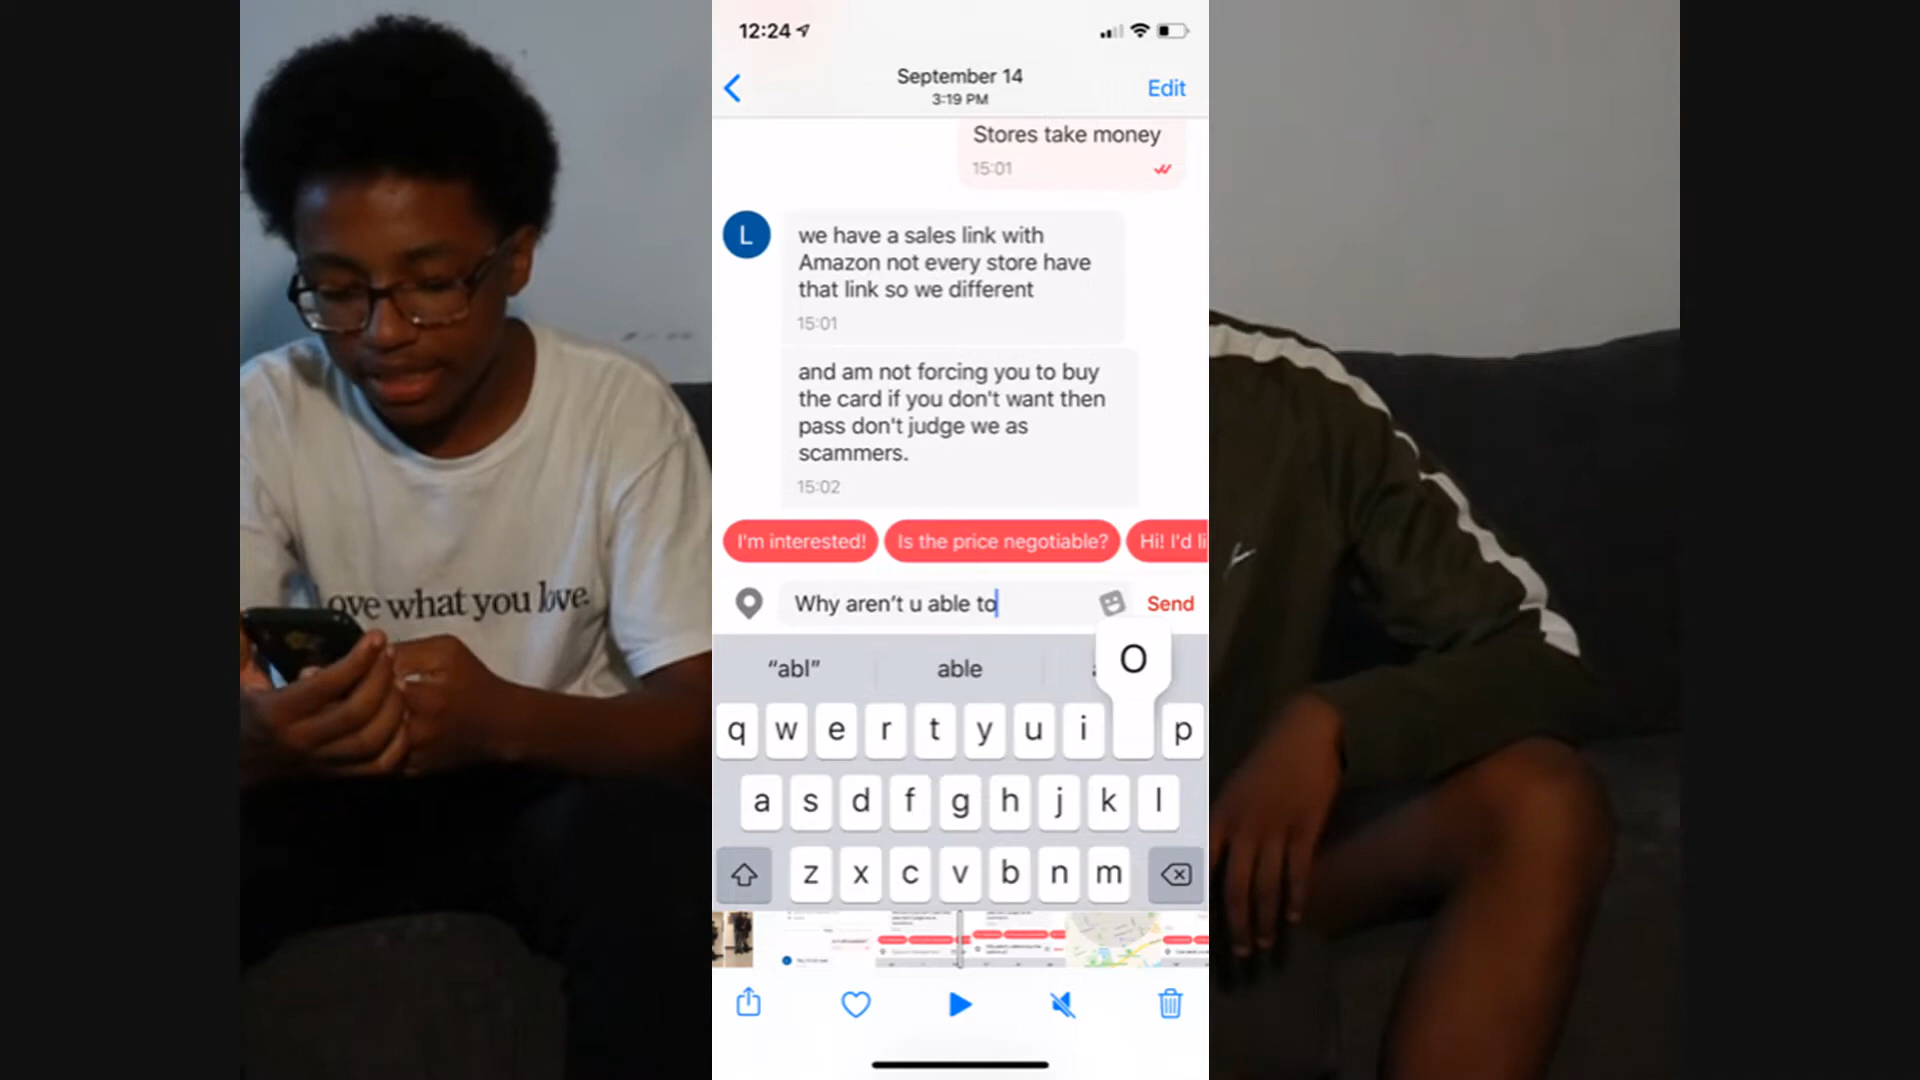 12:24
September 14
3:19 PM
Edit
Stores take money
15:01
L
we have a sales link with
Amazon not every store have
that link so we different
15:01
and am not forcing you to buy
the card if you don't want then
pass don't judge we as
scammers.
15:02
I'm interested!
Is the price negotiable?
Hi! I'd li
Why aren't u able to
Send
"abl"
able
O
q w e r t y u i p
a s d f g h j k l
z x c v b n m
ove what you love.